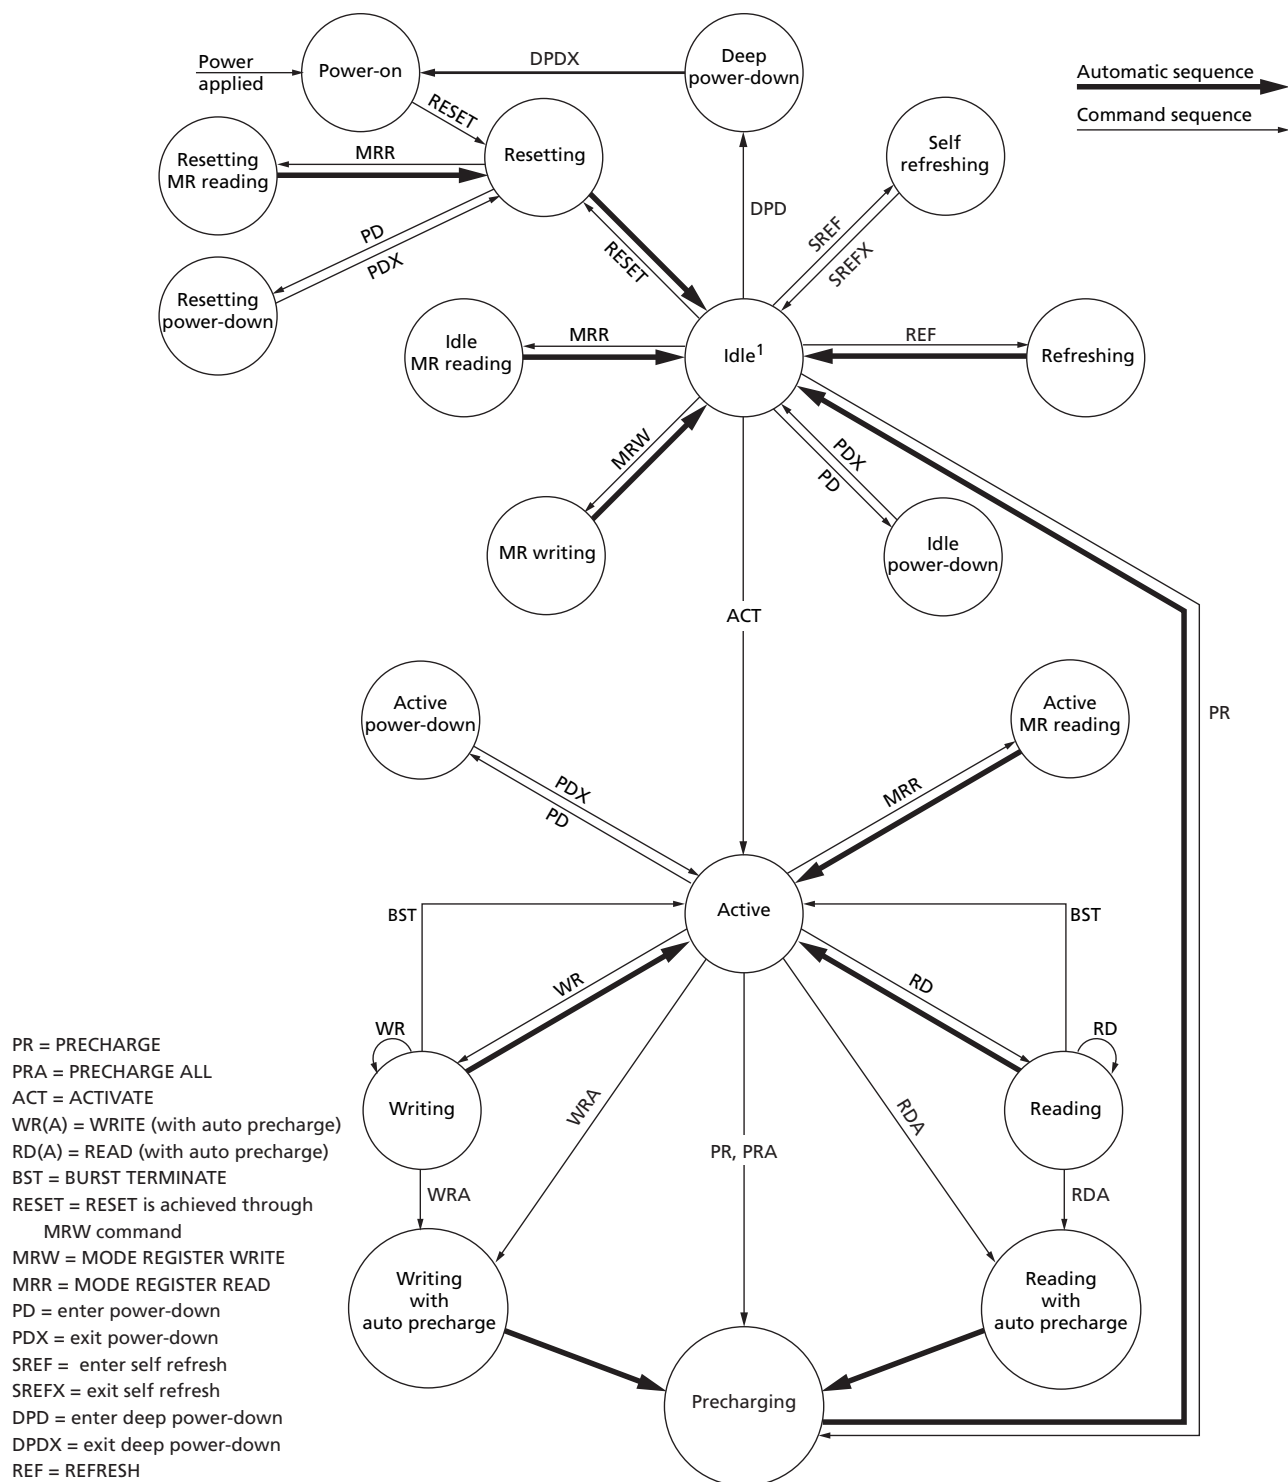 Power
applied
Power-on
DPDX
Deep
power-down
Automatic sequence
Command sequence
RESET
Resetting
MR reading
MRR
Resetting
Self
refreshing
PD
PDX
DPD
SREF
SREFX
RESET
Resetting
power-down
Idle
MR reading
MRR
Idle1
REF
Refreshing
MRW
PDX
PD
MR writing
Idle
power-down
ACT
Active
power-down
Active
MR reading
PR
PDX
PD
MRR
BST
Active
BST
WR
RD
WR
RD
Writing
Reading
WRA
RDA
PR, PRA
WRA
RDA
Writing
with
auto precharge
Reading
with
auto precharge
Precharging
PR = PRECHARGE
PRA = PRECHARGE ALL
ACT = ACTIVATE
WR(A) = WRITE (with auto precharge)
RD(A) = READ (with auto precharge)
BST = BURST TERMINATE
RESET = RESET is achieved through
MRW command
MRW = MODE REGISTER WRITE
MRR = MODE REGISTER READ
PD = enter power-down
PDX = exit power-down
SREF = enter self refresh
SREFX = exit self refresh
DPD = enter deep power-down
DPDX = exit deep power-down
REF = REFRESH